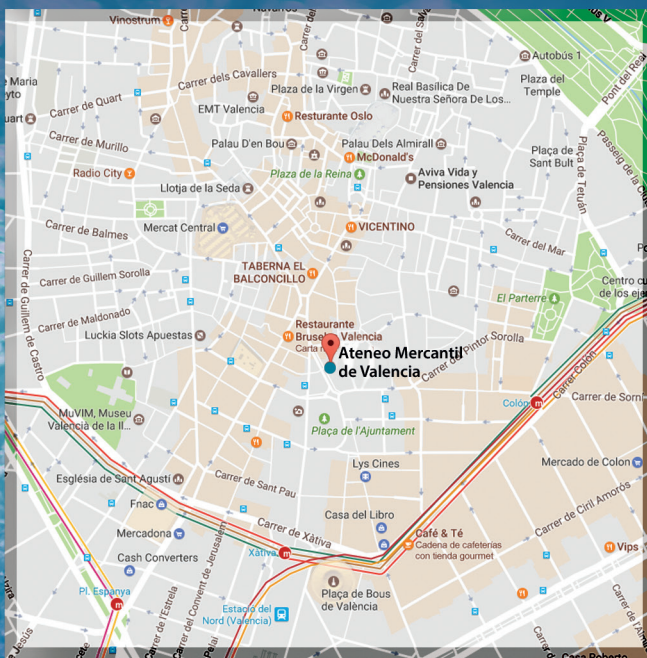 Vinostrum
Navarros
Carrer dels Cavallers
Plaza de la Virgen
Real Basilica De
Nuestra Señora De Los...
Autobús 1
Plaza del
Temple
Pont del Real
Carrer de Quart
EMT Valencia
Resturante Oslo
Carrer de Murillo
Palau D'en Bou
Palau Dels Almirall
McDonald's
Plaza de
Sant Bult
Plaça de Tetuán
Passeig de la
Radio City
Plaza de la Reina
Aviva Vida y
Pensiones Valencia
Llotja de la Seda
Mercat Central
VICENTINO
Carrer de Balmes
Carrer del Mar
Carrer de Guillem Sorolla
TABERNA EL
BALCONCILLO
Centro cu
de los eje
El Parterre
Carrer de Guillem de Castro
Carrer de Maldonado
Luckia Slots Apuestas
Restaurante
Valencia
Carta
Carrer del Pintor Sorolla
Ateneo Mercantil
de Valencia
Carrer Colón
Colón
Carrer de Sorní
MuVIM, Museu
Valencià de la Il...
Plaça de l'Ajuntament
Lys Cines
Mercado de Colon
Església de Sant Agustí
Carrer de Sant Pau
Fnac
Casa del Libro
Carrer de Ciril Amorós
Mercadona
Carrer de Xàtiva
Café & Té
Cadena de cafeterías
con tienda gourmet
Vips
Cash Converters
Xàtiva
Pl. Espanya
Plaça de Bous
de València
Carrer de l'Estrela
Carrer del Convent de Jerusalem
Estació del
Nord (Valencia)
Pelai
Jesús
Casa Roberto